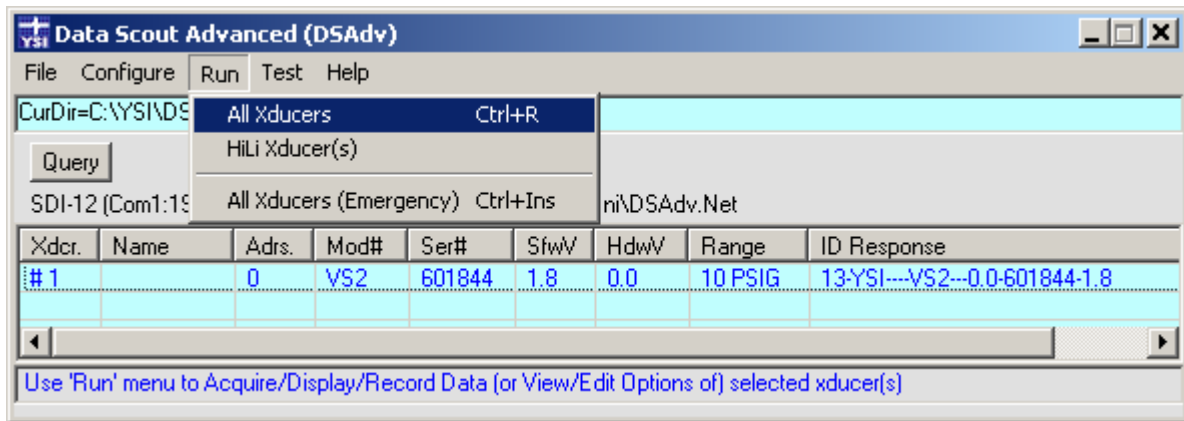 YSI Data Scout Advanced (DSAdv)
File Configure Run Test Help
CurDir=C:\YSI\DS
All Xducers Ctrl+R
HiLi Xducer(s)
All Xducers (Emergency) Ctrl+Ins
Query
SDI-12 (Com1:19 ni\DSAdv.Net
Xdcr. Name Adrs. Mod# Ser# SfwV HdwV Range ID Response
# 1 0 VS2 601844 1.8 0.0 10 PSIG 13-YSI----VS2---0.0-601844-1.8
Use 'Run' menu to Acquire/Display/Record Data (or View/Edit Options of) selected xducer(s)